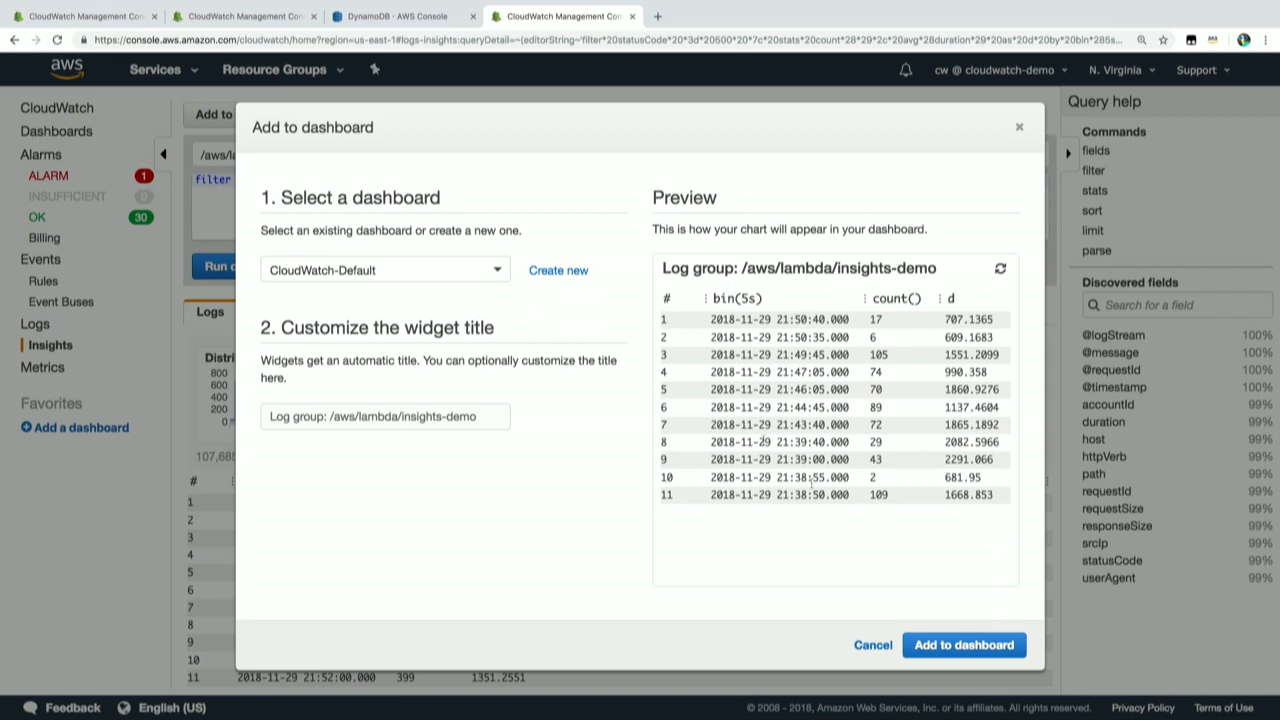 CloudWatch Management Con
CloudWatch Management Con
DynamoDB · AWS Console
CloudWatch Management Con
https://console.aws.amazon.com/cloudwatch/home?region=us-east-1#logs-insights:queryDetail=~(editorString~'filter*20statusCode*20*3d*20500*20*7c*20stats*20count*28*29*2c*20avg*28duration*29*20as*20d*20by*20bin*285s...
aws
Services
Resource Groups
cw @ cloudwatch-demo
N. Virginia
Support
CloudWatch
Dashboards
Alarms
ALARM 1
INSUFFICIENT 0
OK 30
Billing
Events
Rules
Event Buses
Logs
Insights
Metrics
Favorites
Add a dashboard
Add to
/aws/la
filter
Run
Logs
Distri
800
600
400
200
0
107,685
#
1
2
3
4
5
6
7
8
9
10
11 2018-11-29 21:52:00.000 399 1351.2551
Add to dashboard
×
1. Select a dashboard
Select an existing dashboard or create a new one.
CloudWatch-Default
Create new
2. Customize the widget title
Widgets get an automatic title. You can optionally customize the title
here.
Log group: /aws/lambda/insights-demo
Preview
This is how your chart will appear in your dashboard.
Log group: /aws/lambda/insights-demo
# bin(5s) count() d
1 2018-11-29 21:50:40.000 17 707.1365
2 2018-11-29 21:50:35.000 6 609.1683
3 2018-11-29 21:49:45.000 105 1551.2099
4 2018-11-29 21:47:05.000 74 990.358
5 2018-11-29 21:46:05.000 70 1860.9276
6 2018-11-29 21:44:45.000 89 1137.4604
7 2018-11-29 21:43:40.000 72 1865.1892
8 2018-11-29 21:39:40.000 29 2082.5966
9 2018-11-29 21:39:00.000 43 2291.066
10 2018-11-29 21:38:55.000 2 681.95
11 2018-11-29 21:38:50.000 109 1668.853
Cancel
Add to dashboard
Query help
Commands
fields
filter
stats
sort
limit
parse
Discovered fields
Search for a field
@logStream 100%
@message 100%
@requestId 100%
@timestamp 100%
accountId 99%
duration 99%
host 99%
httpVerb 99%
path 99%
requestId 99%
requestSize 99%
responseSize 99%
srcIp 99%
statusCode 99%
userAgent 99%
Feedback
English (US)
© 2008 - 2018, Amazon Web Services, Inc. or its affiliates. All rights reserved.
Privacy Policy
Terms of Use